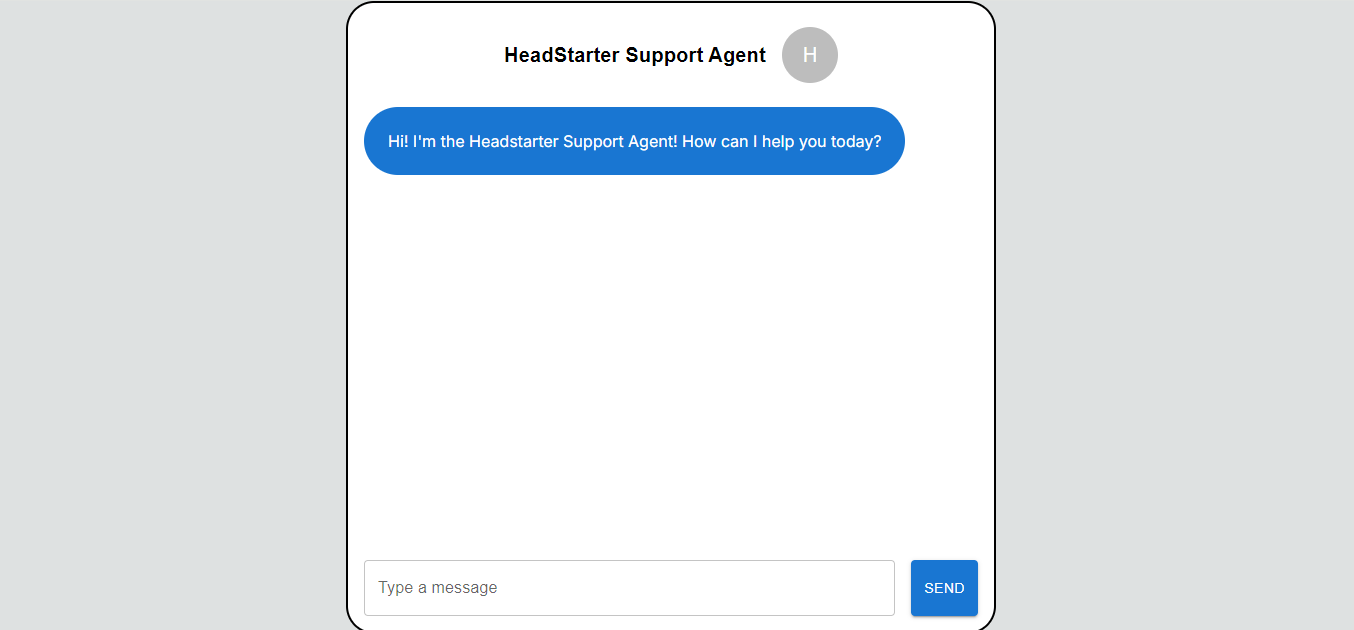 HeadStarter Support Agent
H
Hi! I'm the Headstarter Support Agent! How can I help you today?
Type a message
SEND